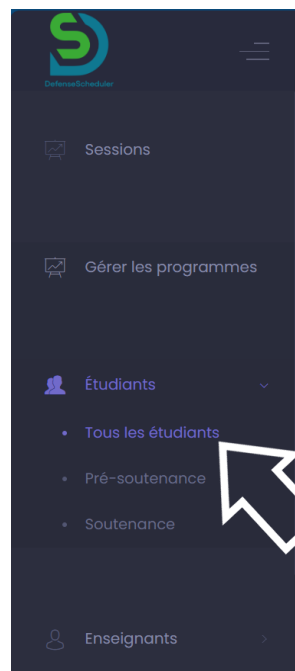 DefenseScheduler
Sessions
Gérer les programmes
Étudiants
Tous les étudiants
Pré-soutenance
Soutenance
Enseignants